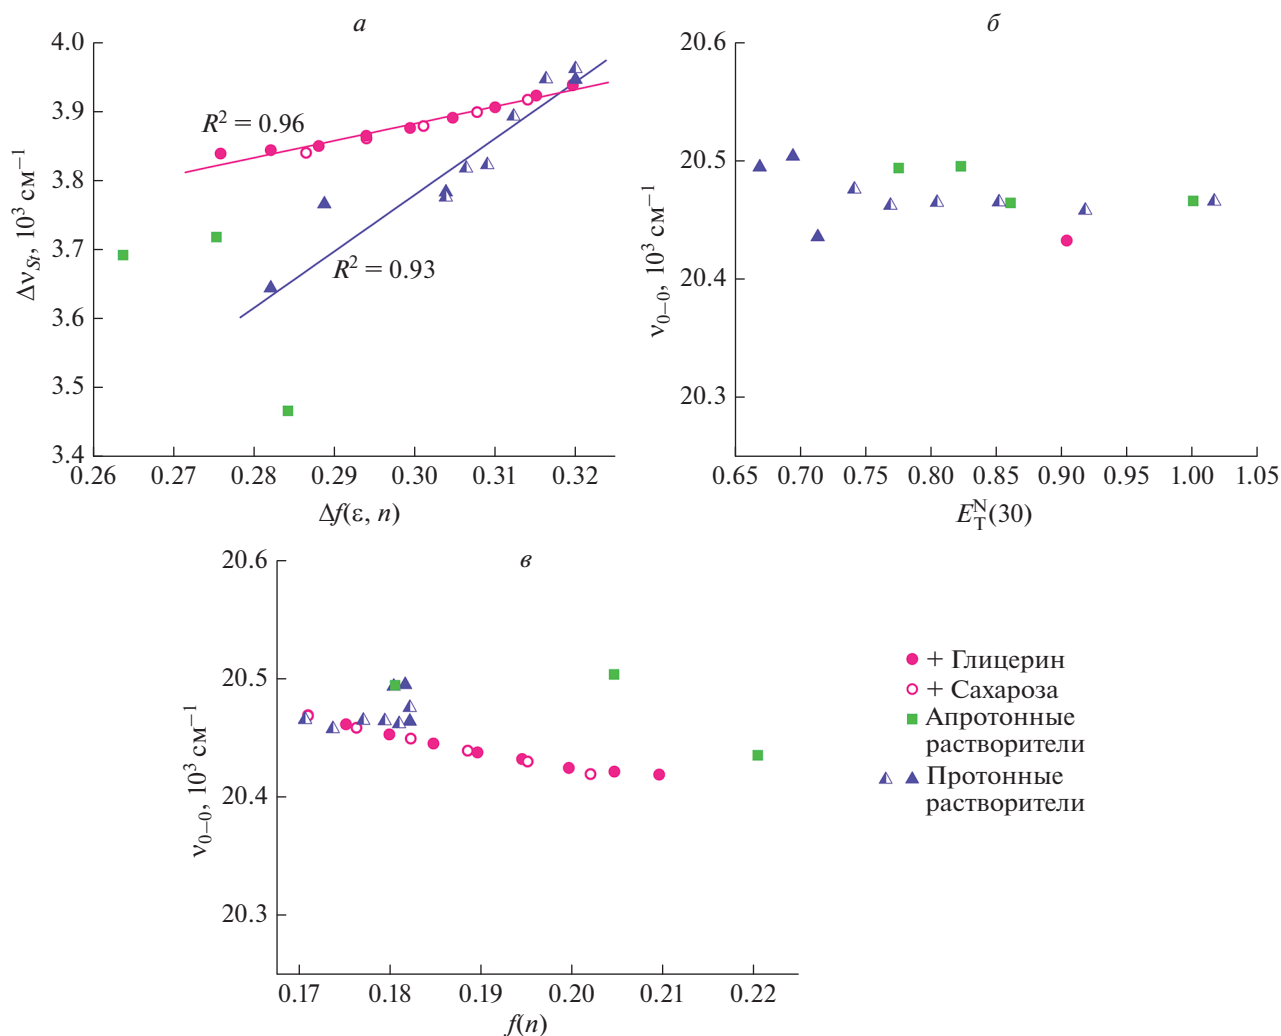 а
4.0
3.9
3.8
3.7
3.6
3.5
3.4
Δν_St, 10³ см⁻¹
R² = 0.96
R² = 0.93
0.26 0.27 0.28 0.29 0.30 0.31 0.32
Δf(ε, n)
б
20.6
20.5
20.4
20.3
ν₀₋₀, 10³ см⁻¹
0.65 0.70 0.75 0.80 0.85 0.90 0.95 1.00 1.05
E_T^N(30)
в
20.6
20.5
20.4
20.3
ν₀₋₀, 10³ см⁻¹
0.17 0.18 0.19 0.20 0.21 0.22
f(n)
+ Глицерин
+ Сахароза
Апротонные
растворители
Протонные
растворители